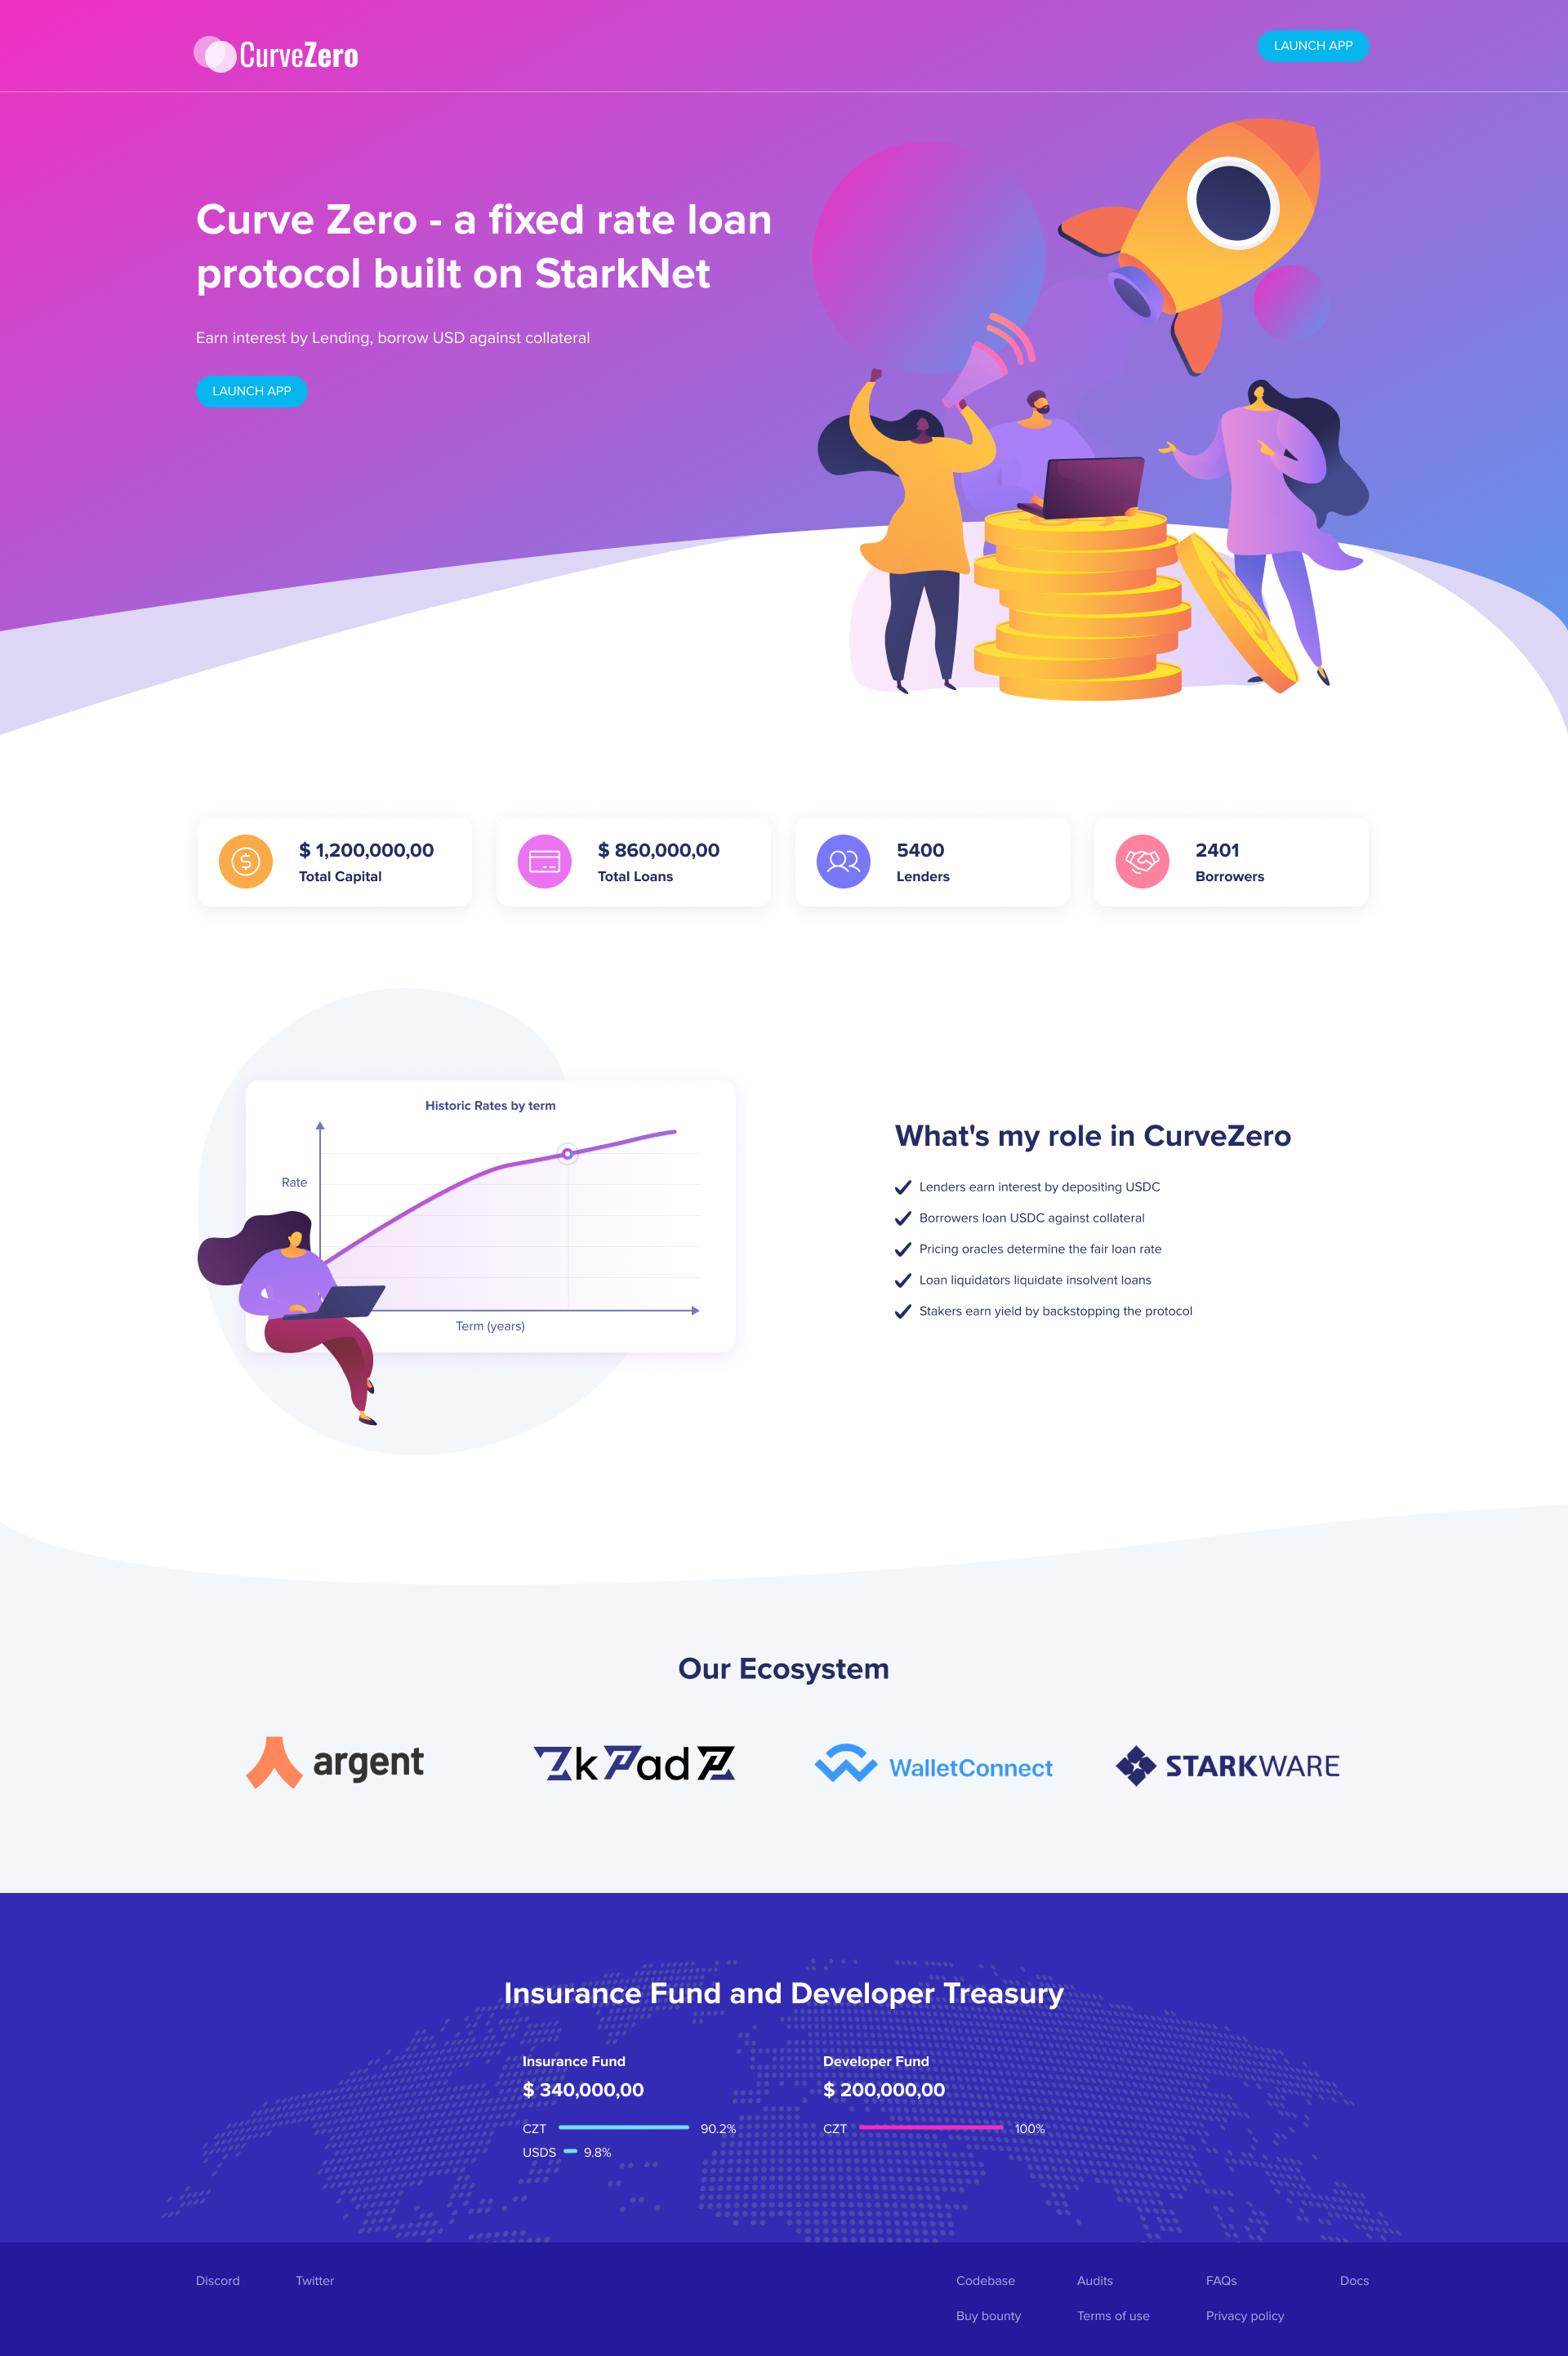 CurveZero
LAUNCH APP
Curve Zero - a fixed rate loan
protocol built on StarkNet
Earn interest by Lending, borrow USD against collateral
LAUNCH APP
$ 1,200,000,00
Total Capital
$ 860,000,00
Total Loans
5400
Lenders
2401
Borrowers
Historic Rates by term
Rate
Term (years)
What's my role in CurveZero
Lenders earn interest by depositing USDC
Borrowers loan USDC against collateral
Pricing oracles determine the fair loan rate
Loan liquidators liquidate insolvent loans
Stakers earn yield by backstopping the protocol
Our Ecosystem
argent
ZkPad
WalletConnect
STARKWARE
Insurance Fund and Developer Treasury
Insurance Fund
$ 340,000,00
CZT 90.2%
USDS 9.8%
Developer Fund
$ 200,000,00
CZT 100%
Discord
Twitter
Codebase
Audits
FAQs
Docs
Buy bounty
Terms of use
Privacy policy